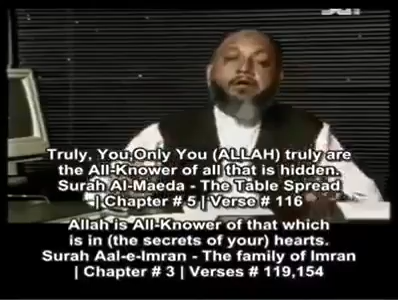 Truly, You,Only You (ALLAH) truly are
the All-Knower of all that is hidden.
Surah Al-Maeda - The Table Spread
| Chapter # 5 | Verse # 116
Allah is All-Knower of that which
is in (the secrets of your) hearts.
Surah Aal-e-Imran - The family of Imran
| Chapter # 3 | Verses # 119,154